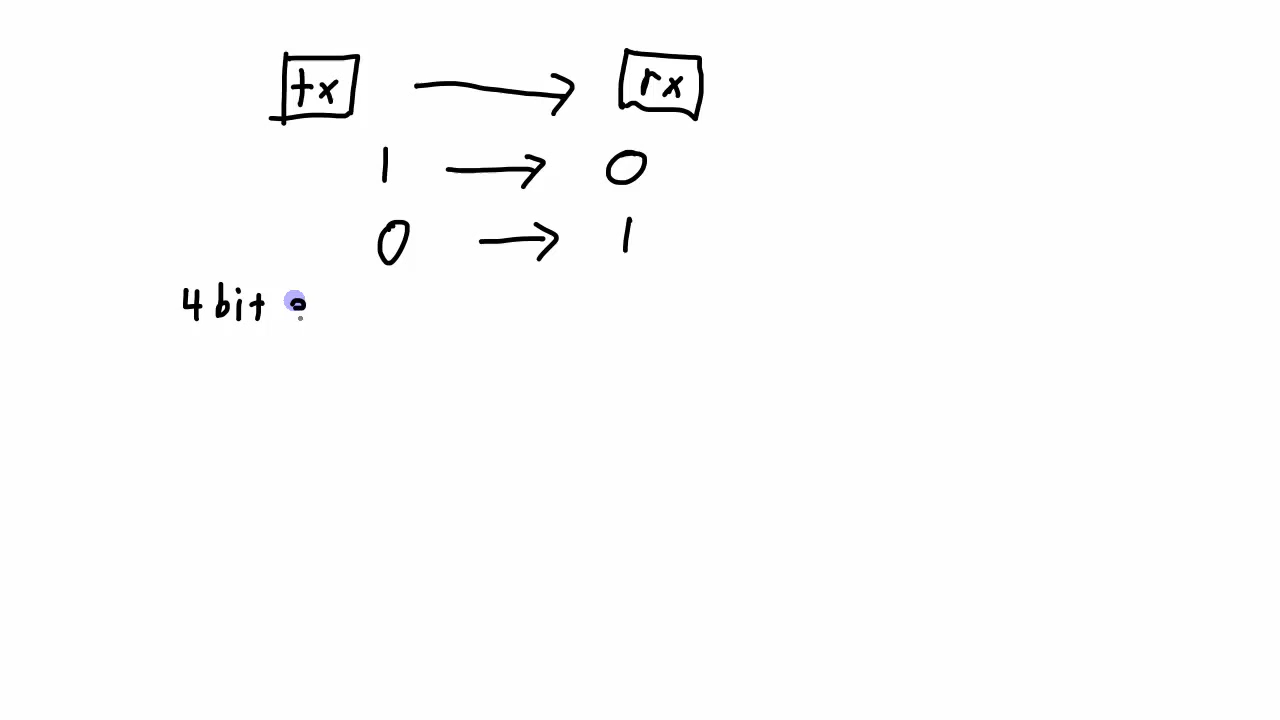 tx → rx
1 → 0
0 → 1
4 bit